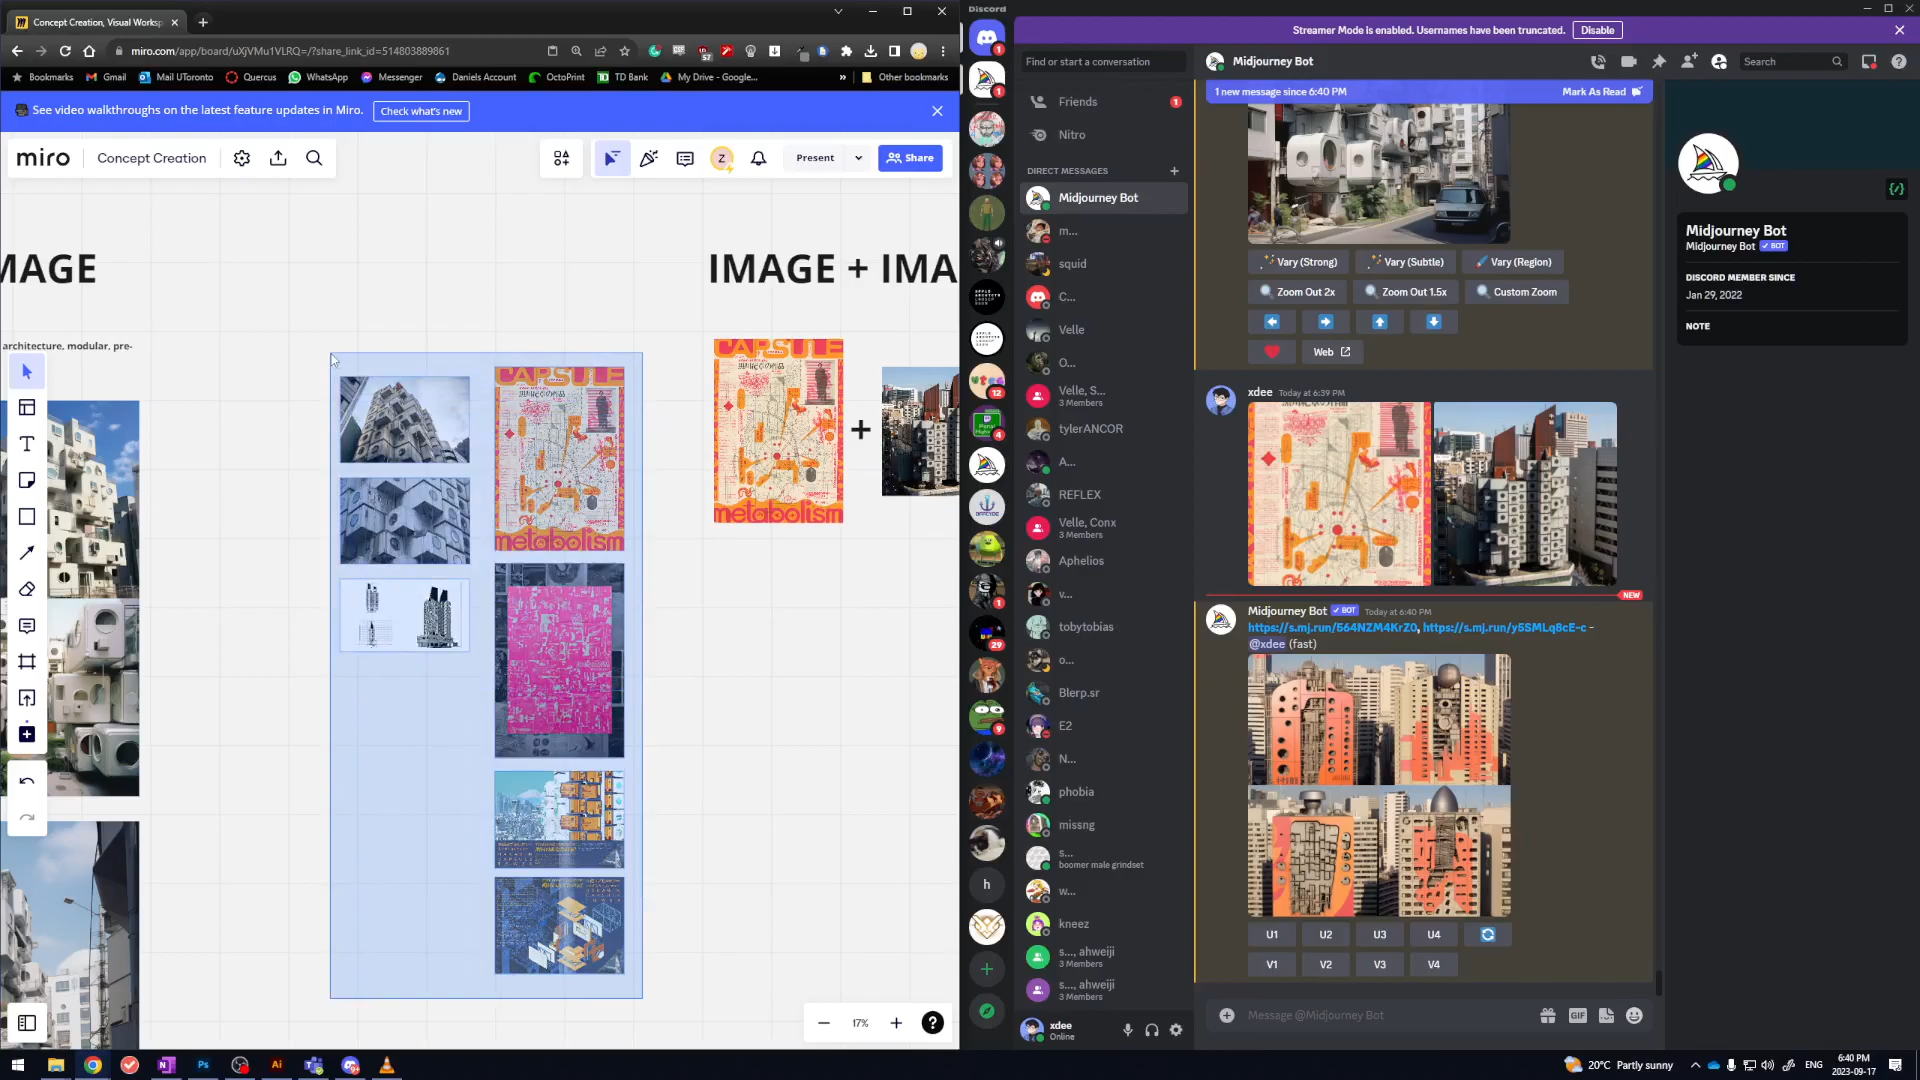 Concept Creation, Visual Worksp
miro.com/app/board/uXjVMu1VLRQ=/?share_link_id=514803889861
Bookmarks
Gmail
Mail UToronto
Quercus
WhatsApp
Messenger
Daniels Account
OctoPrint
TD Bank
My Drive - Google...
»
Other bookmarks
See video walkthroughs on the latest feature updates in Miro.
Check what's new
miro
Concept Creation
Z
Present
Share
MAGE
IMAGE + IMA
architecture, modular, pre-
CAPSULE
metabolism
CAPSULE
metabolism
+
17%
Discord
Streamer Mode is enabled. Usernames have been truncated.
Disable
Find or start a conversation
Friends
1
Nitro
DIRECT MESSAGES
Midjourney Bot
m...
squid
C...
Velle
O...
Velle, S...
3 Members
tylerANCOR
A...
REFLEX
Velle, Conx
3 Members
Aphelios
v...
tobytobias
o...
Blerp.sr
E2
N...
phobia
missng
s...
boomer male grindset
w...
kneez
s..., ahweiji
3 Members
s..., ahweiji
3 Members
xdee
Online
Midjourney Bot
Search
1 new message since 6:40 PM
Mark As Read
Vary (Strong)
Vary (Subtle)
Vary (Region)
Zoom Out 2x
Zoom Out 1.5x
Custom Zoom
Web
xdee Today at 6:39 PM
NEW
Midjourney Bot BOT Today at 6:40 PM
https://s.mj.run/564NZM4KrZ0, https://s.mj.run/y5SMLq8cE-c -
@xdee (fast)
U1
U2
U3
U4
V1
V2
V3
V4
Message @Midjourney Bot
GIF
Midjourney Bot
Midjourney Bot BOT
DISCORD MEMBER SINCE
Jan 29, 2022
NOTE
20°C Partly sunny
ENG
6:40 PM
2023-09-17